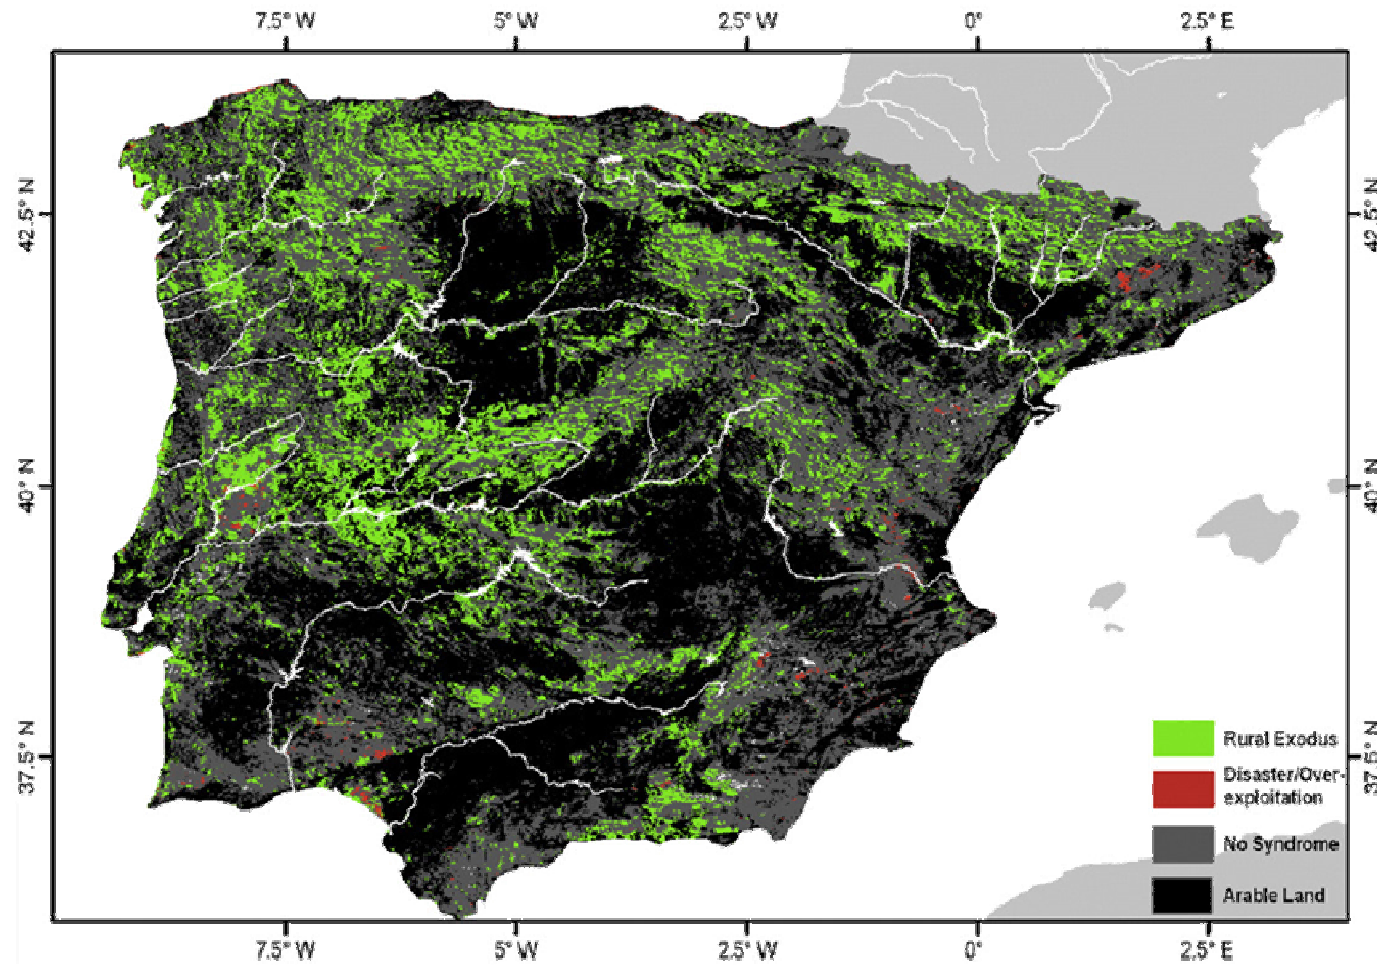 7.5° W 5° W 2.5° W 0° 2.5° E
42.5° N 42.5° N
40° N 40° N
37.5° N 37.5° N
Rural Exodus
Disaster/Over-
exploitation
No Syndrome
Arable Land
7.5° W 5° W 2.5° W 0° 2.5° E